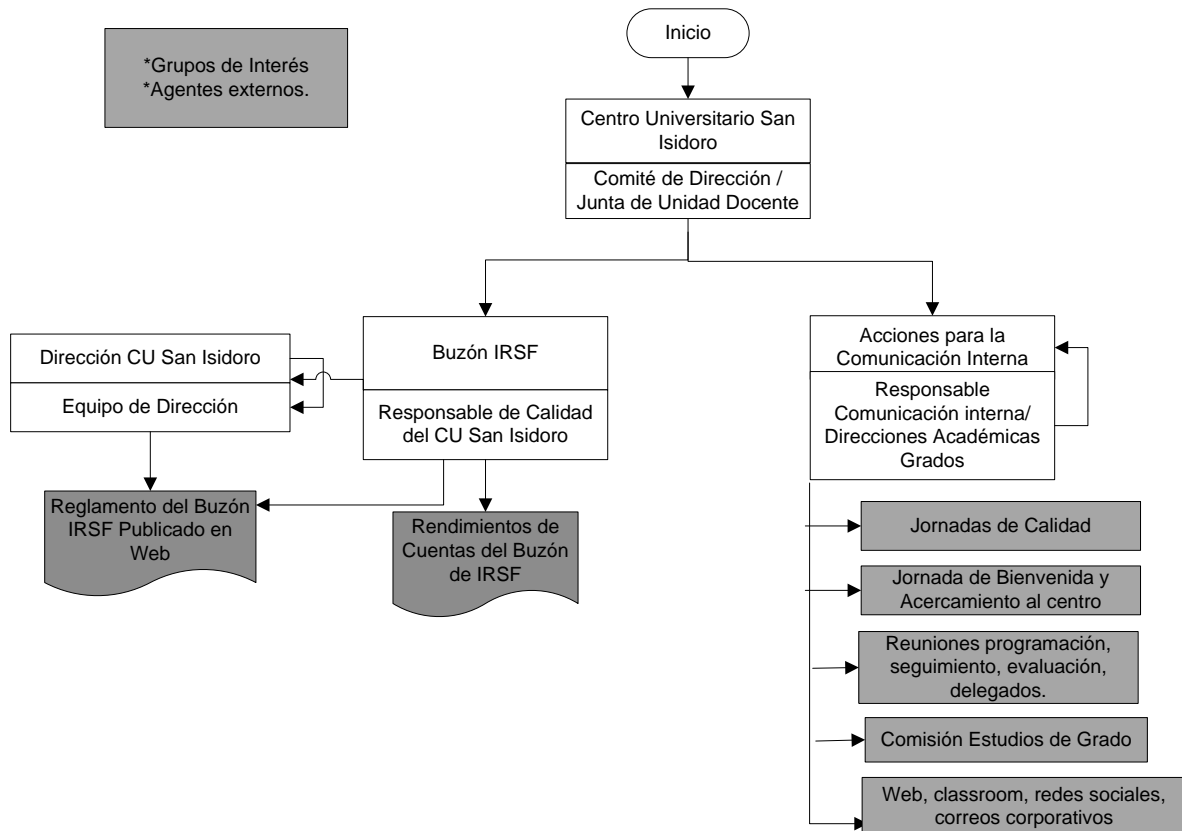 Inicio
*Grupos de Interés
*Agentes externos.
Centro Universitario San
Isidoro
Comité de Dirección /
Junta de Unidad Docente
Dirección CU San Isidoro
Equipo de Dirección
Buzón IRSF
Responsable de Calidad
del CU San Isidoro
Acciones para la
Comunicación Interna
Responsable
Comunicación interna/
Direcciones Académicas
Grados
Reglamento del Buzón
IRSF Publicado en
Web
Rendimientos de
Cuentas del Buzón
de IRSF
Jornadas de Calidad
Jornada de Bienvenida y
Acercamiento al centro
Reuniones programación,
seguimiento, evaluación,
delegados.
Comisión Estudios de Grado
Web, classroom, redes sociales,
correos corporativos